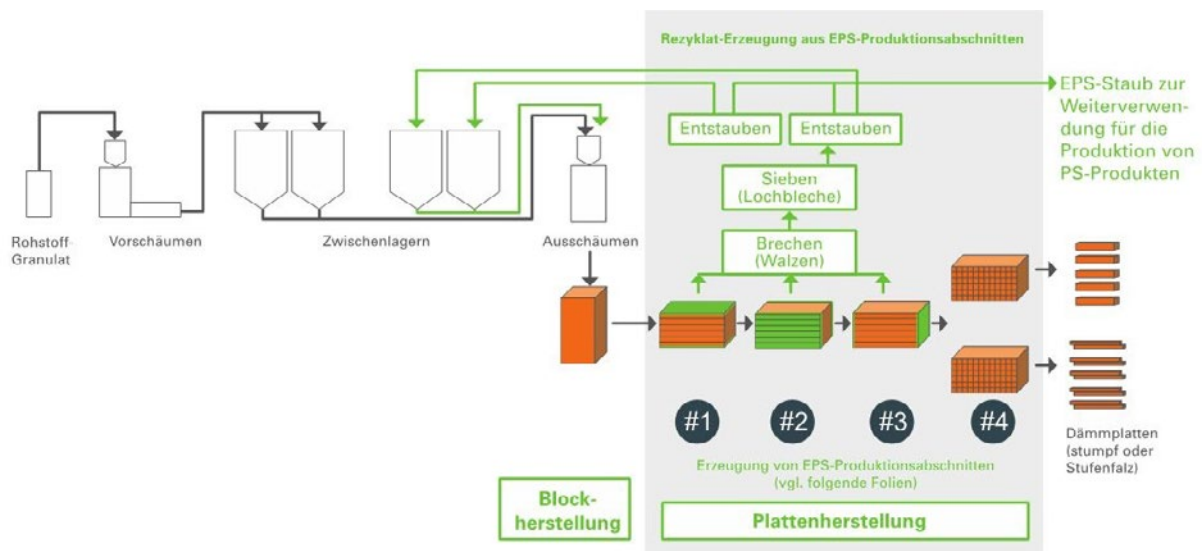 Rezyklat-Erzeugung aus EPS-Produktionsabschnitten
EPS-Staub zur
Weiterverwen-
dung für die
Produktion von
PS-Produkten
Entstauben
Entstauben
Sieben
(Lochbleche)
Brechen
(Walzen)
Rohstoff-
Granulat
Vorschäumen
Zwischenlagern
Ausschäumen
#1
#2
#3
#4
Dämmplatten
(stumpf oder
Stufenfalz)
Erzeugung von EPS-Produktionsabschnitten
(vgl. folgende Folien)
Block-
herstellung
Plattenherstellung